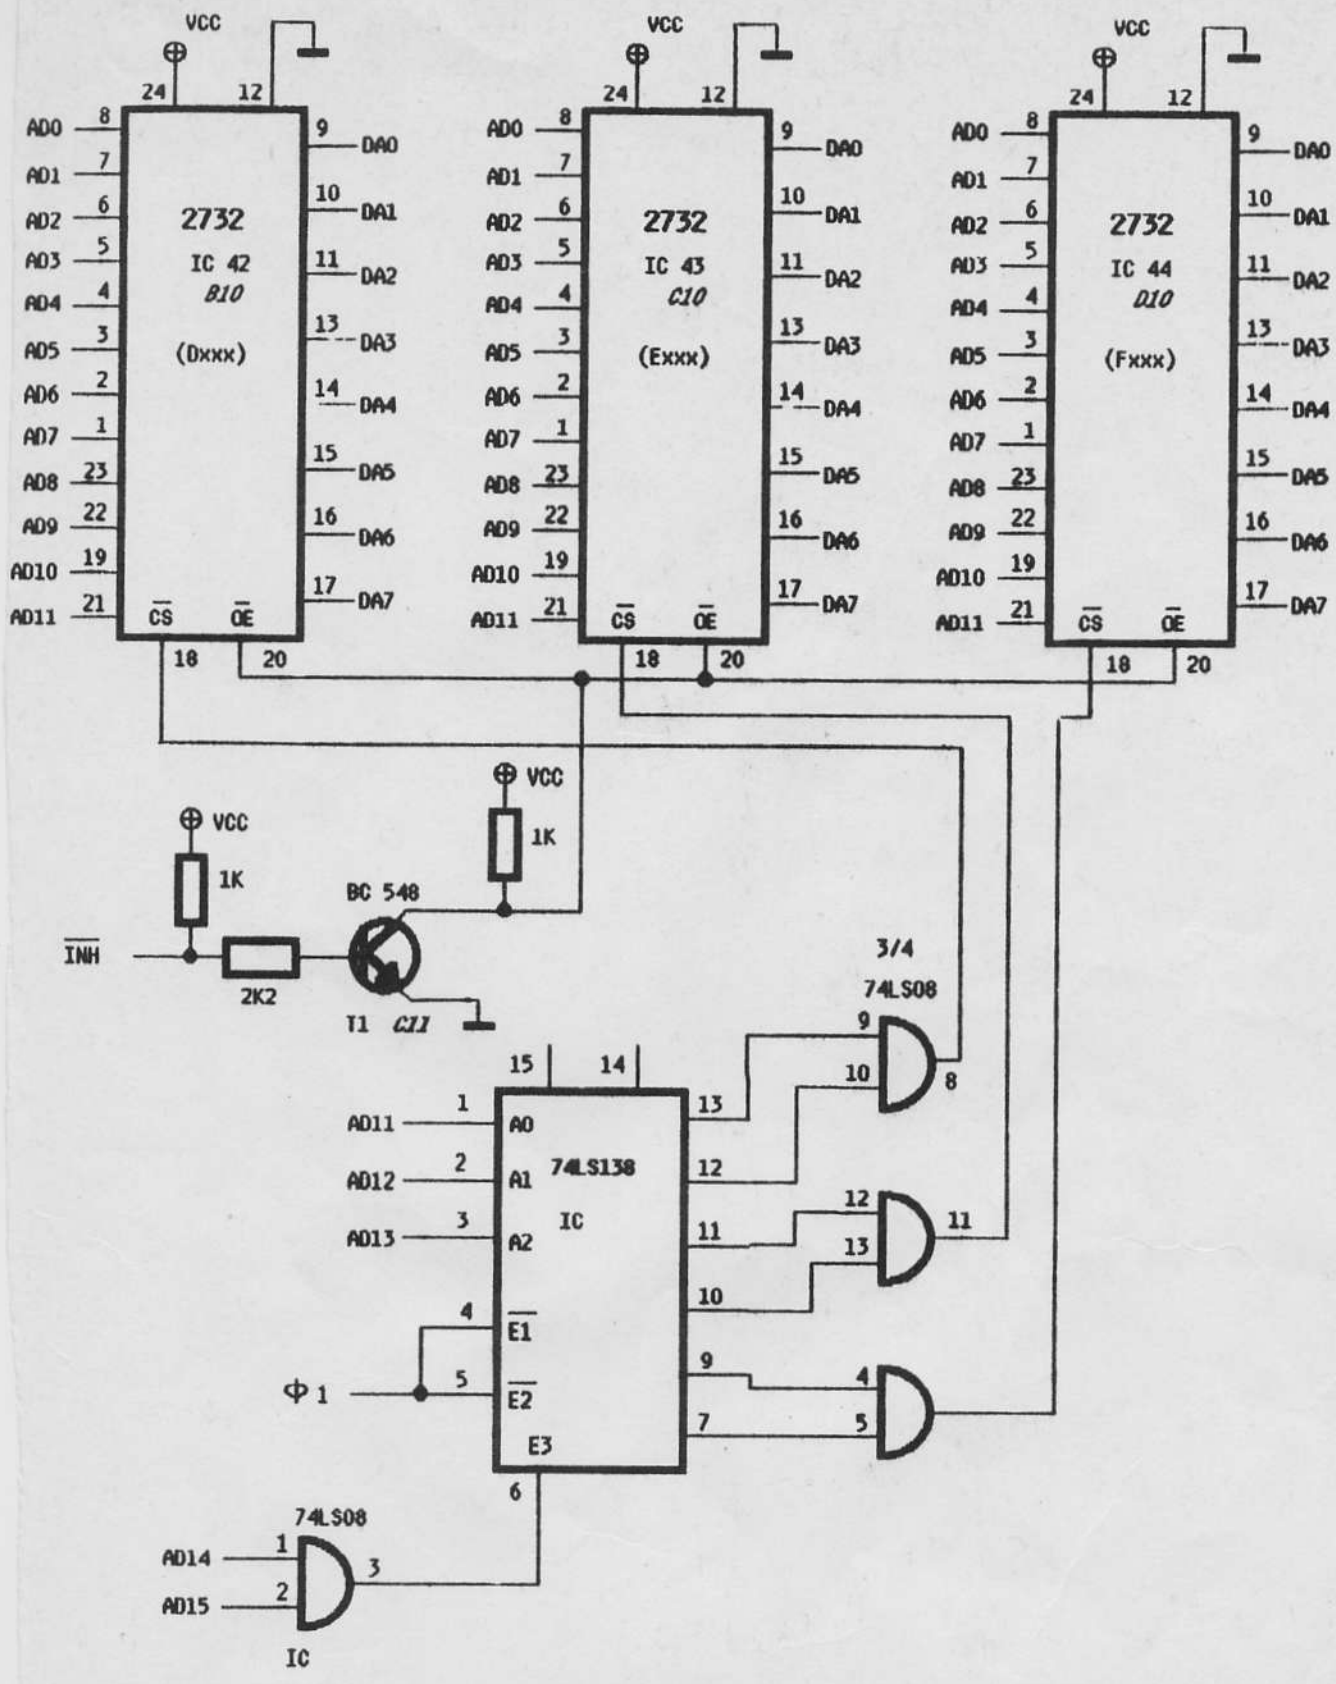 VCC
24
12
AD0 8
AD1 7
AD2 6
AD3 5
AD4 4
AD5 3
AD6 2
AD7 1
AD8 23
AD9 22
AD10 19
AD11 21
2732
IC 42
B10
(Dxxx)
9 DA0
10 DA1
11 DA2
13 DA3
14 DA4
15 DA5
16 DA6
17 DA7
CS
OE
18
20
VCC
24
12
AD0 8
AD1 7
AD2 6
AD3 5
AD4 4
AD5 3
AD6 2
AD7 1
AD8 23
AD9 22
AD10 19
AD11 21
2732
IC 43
C10
(Exxx)
9 DA0
10 DA1
11 DA2
13 DA3
14 DA4
15 DA5
16 DA6
17 DA7
CS
OE
18
20
VCC
24
12
AD0 8
AD1 7
AD2 6
AD3 5
AD4 4
AD5 3
AD6 2
AD7 1
AD8 23
AD9 22
AD10 19
AD11 21
2732
IC 44
D10
(Fxxx)
9 DA0
10 DA1
11 DA2
13 DA3
14 DA4
15 DA5
16 DA6
17 DA7
CS
OE
18
20
VCC
1K
VCC
1K
BC 548
INH
2K2
T1 C11
3/4
74LS08
9
10
8
12
13
11
4
5
15
14
AD11 1 A0
AD12 2 A1
AD13 3 A2
74LS138
IC
13
12
11
10
9
7
4 E1
Φ 1
5 E2
E3
6
74LS08
AD14 1
AD15 2
3
IC